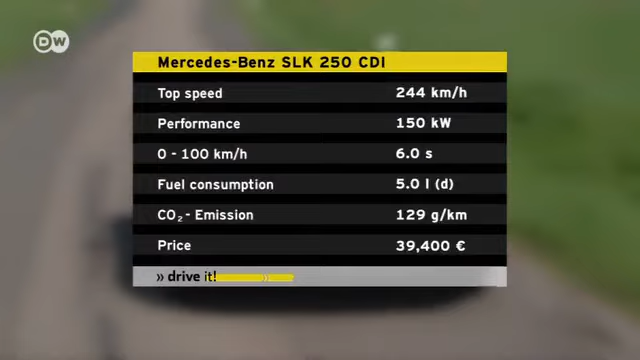 DW
Mercedes-Benz SLK 250 CDI
Top speed 244 km/h
Performance 150 kW
0 - 100 km/h 6.0 s
Fuel consumption 5.0 l (d)
CO₂ - Emission 129 g/km
Price 39,400 €
» drive it!